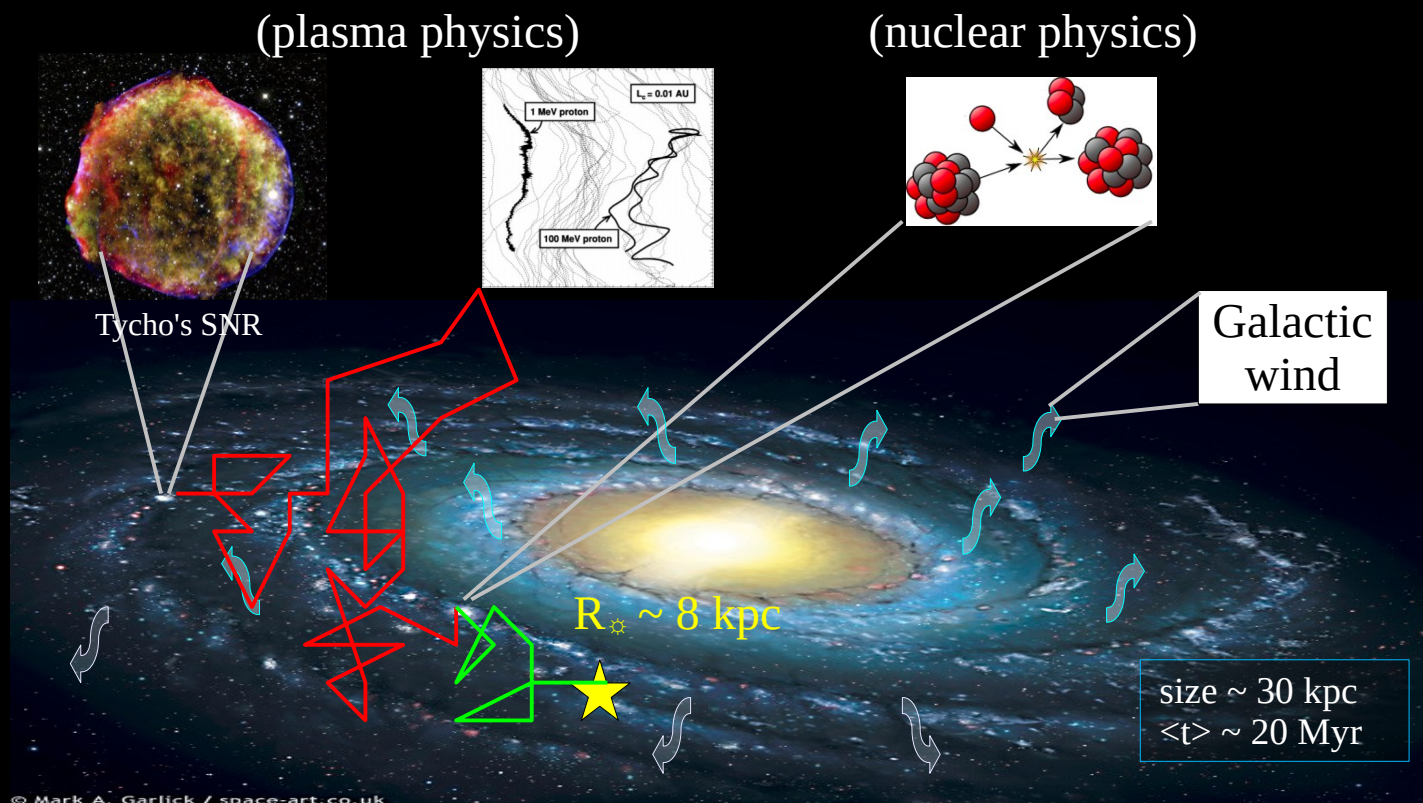 (plasma physics)
(nuclear physics)
L_c = 0.01 AU
1 MeV proton
100 MeV proton
Tycho's SNR
Galactic
wind
R☼ ~ 8 kpc
size ~ 30 kpc
<t> ~ 20 Myr
© Mark A. Garlick / space-art.co.uk